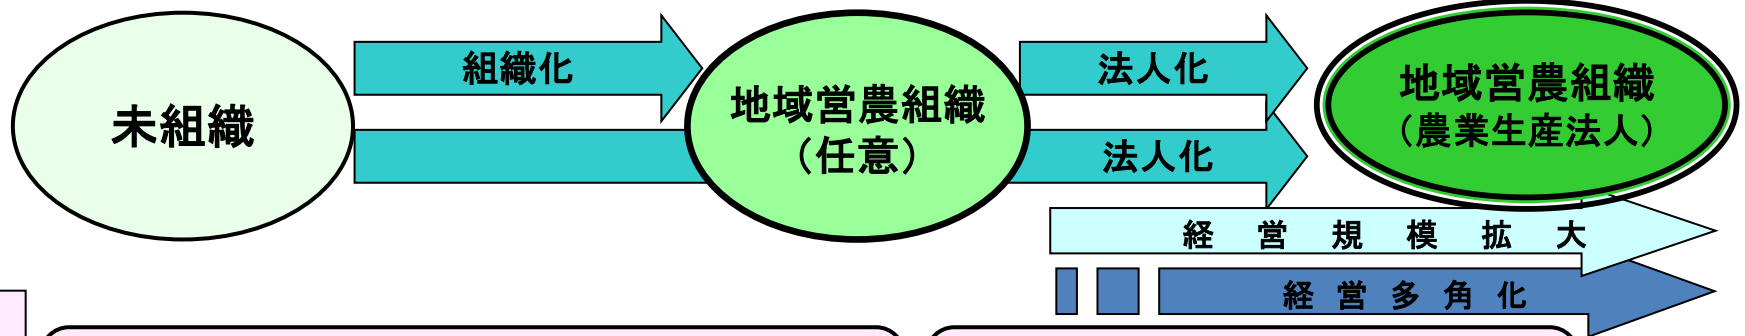 未組織
組織化
地域営農組織
（任意）
法人化
法人化
地域営農組織
（農業生産法人）
経営規模拡大
経営多角化